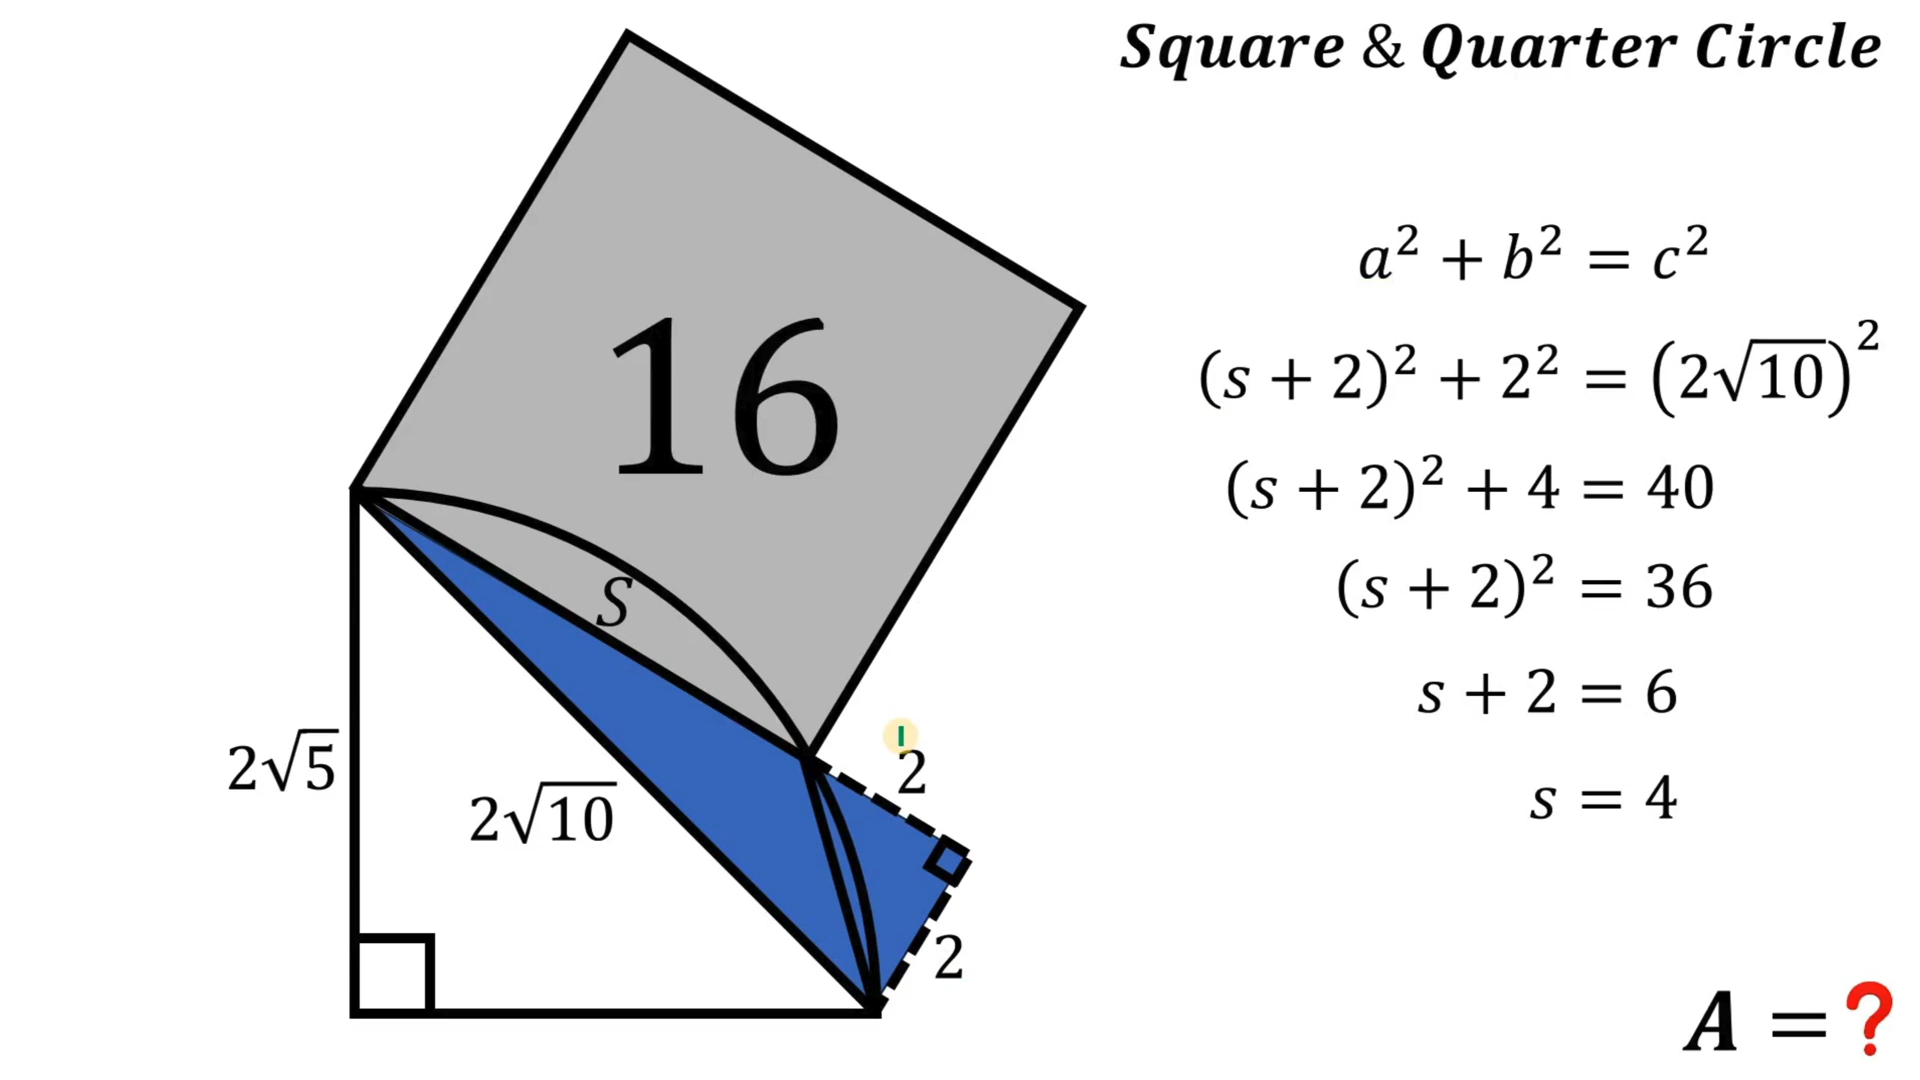 Square & Quarter Circle
a² + b² = c²
(s + 2)² + 2² = (2√10)²
(s + 2)² + 4 = 40
(s + 2)² = 36
s + 2 = 6
s = 4
16
S
2√5
2√10
2
2
A = ?